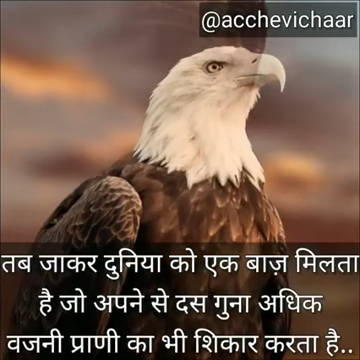 @acchevichaar
तब जाकर दुनिया को एक बाज़ मिलता
है जो अपने से दस गुना अधिक
वजनी प्राणी का भी शिकार करता है..